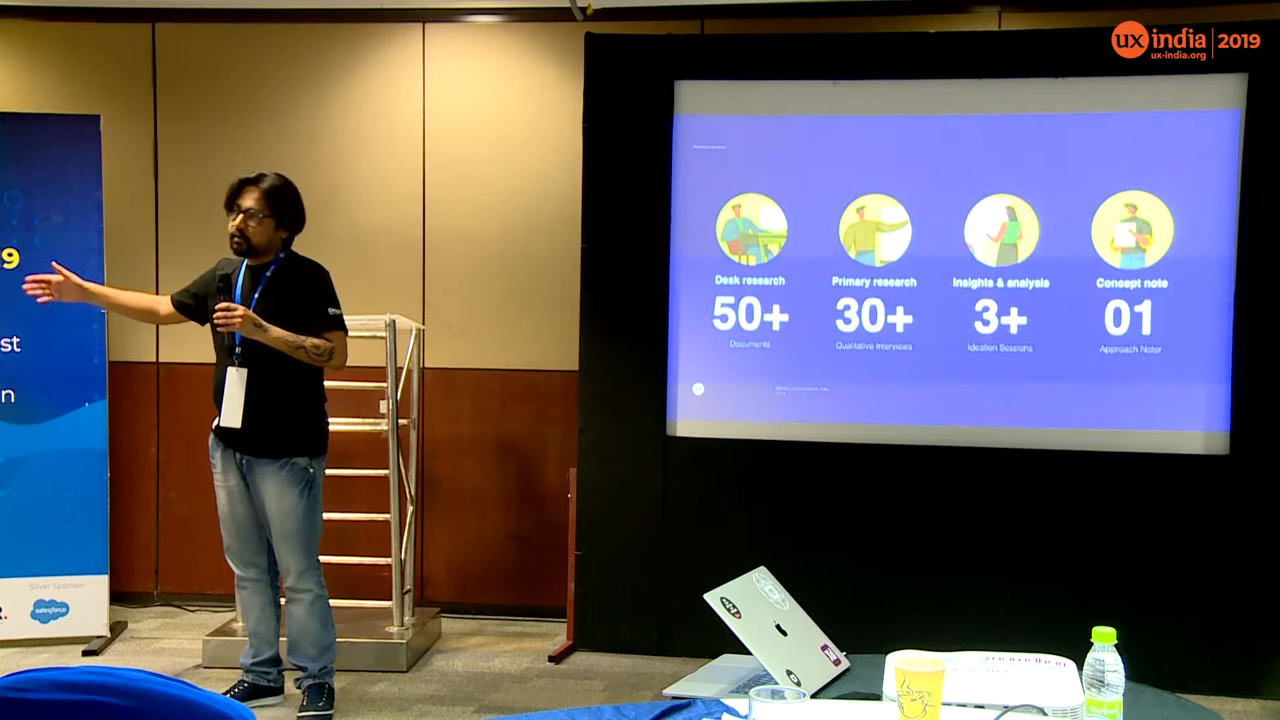 ux india 2019
ux-india.org
9
st
n
Silver Sponsor
R.
salesforce
Desk research
50+
Documents
Primary research
30+
Qualitative Interviews
Insights & analysis
3+
Ideation Sessions
Concept note
01
Approach Note